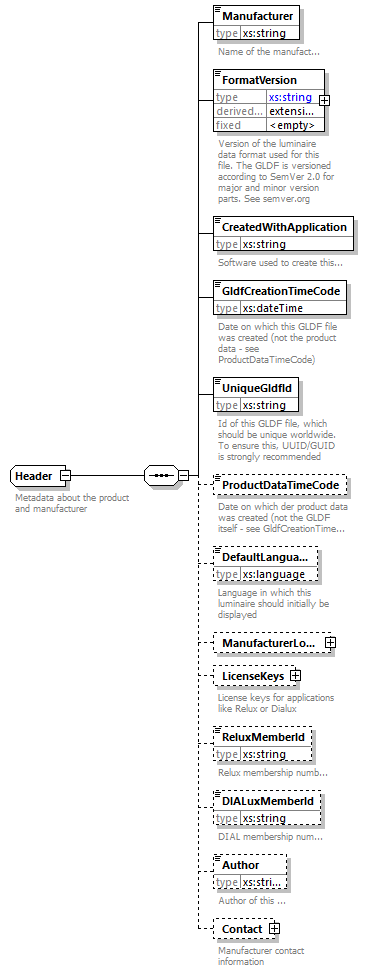 Manufacturer
type xs:string
Name of the manufact...
FormatVersion
type xs:string
derived... extensi...
fixed <empty>
Version of the luminaire
data format used for this
file. The GLDF is versioned
according to SemVer 2.0 for
major and minor version
parts. See semver.org
CreatedWithApplication
type xs:string
Software used to create this...
GldfCreationTimeCode
type xs:dateTime
Date on which this GLDF file
was created (not the product
data - see
ProductDataTimeCode)
UniqueGldfId
type xs:string
Id of this GLDF file, which
should be unique worldwide.
To ensure this, UUID/GUID
is strongly recommended
Header
Metadata about the product
and manufacturer
ProductDataTimeCode
Date on which der product data
was created (not the GLDF
itself - see GldfCreationTime...
DefaultLangua...
type xs:language
Language in which this
luminaire should initially be
displayed
ManufacturerLo...
LicenseKeys
License keys for applications
like Relux or Dialux
ReluxMemberId
type xs:string
Relux membership numb...
DIALuxMemberId
type xs:string
DIAL membership num...
Author
type xs:stri...
Author of this ...
Contact
Manufacturer contact
information